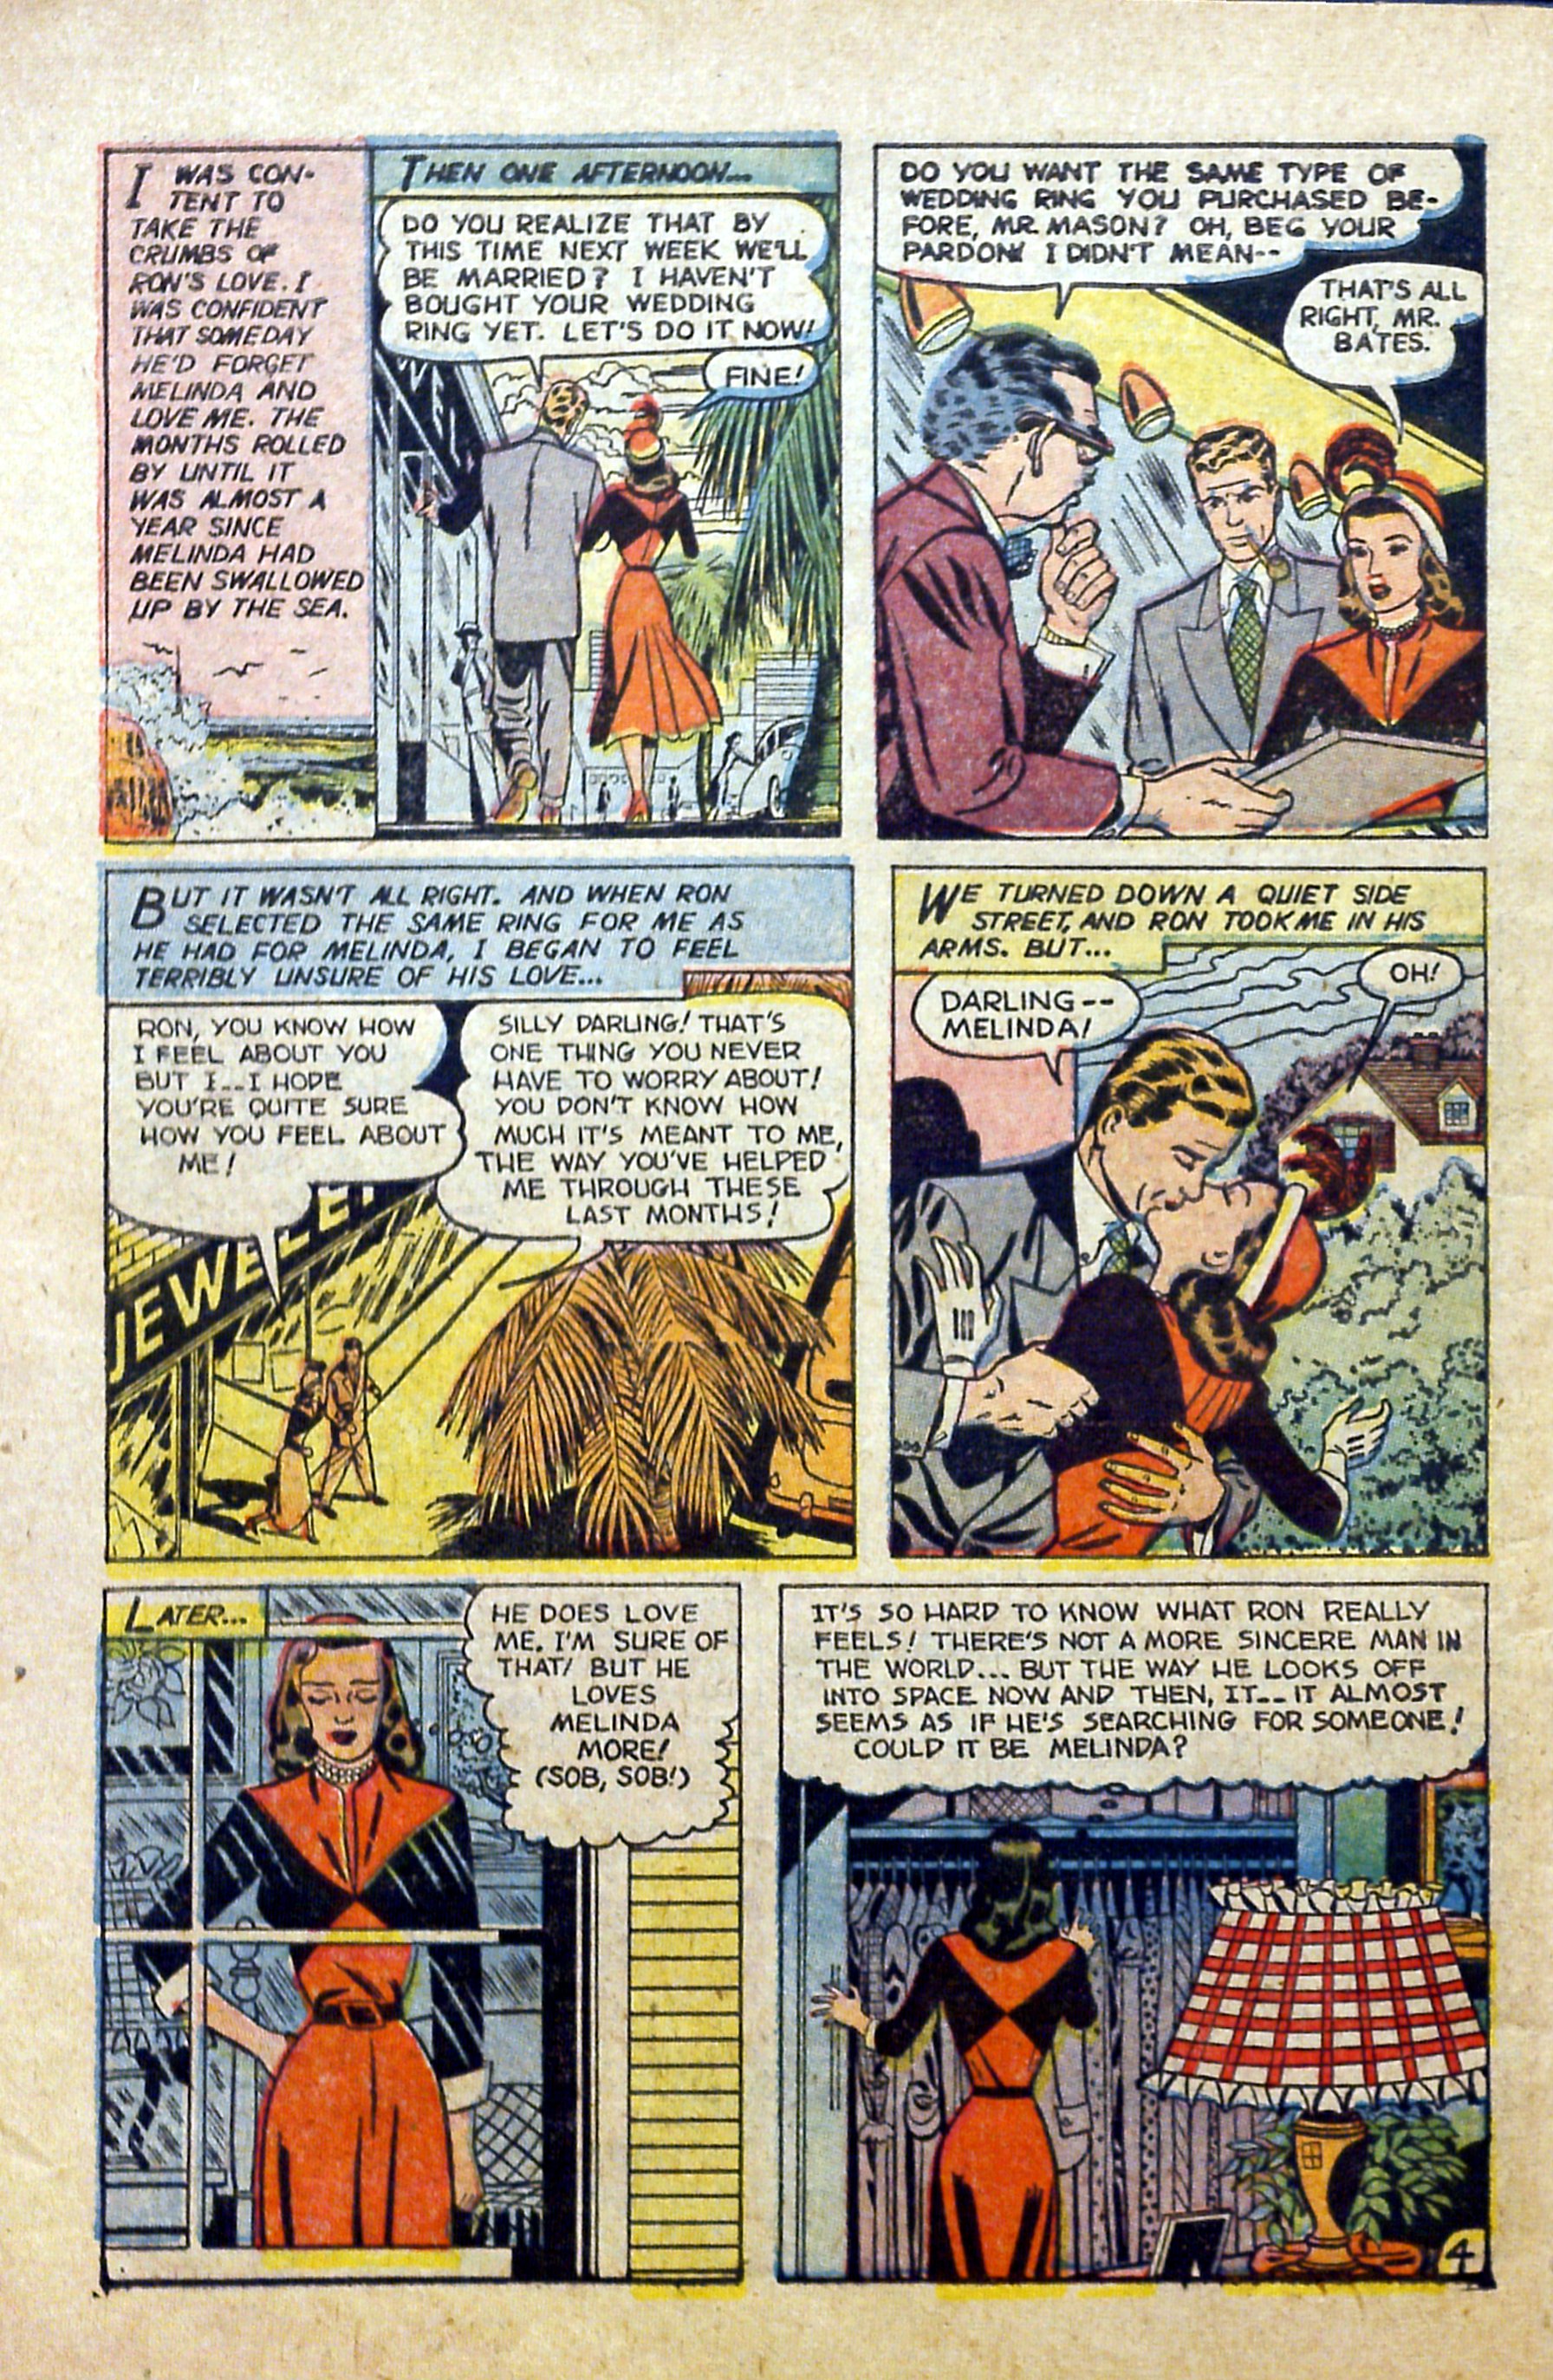 I WAS CON-
TENT TO
TAKE THE
CRUMBS OF
RON'S LOVE. I
WAS CONFIDENT
THAT SOMEDAY
HE'D FORGET
MELINDA AND
LOVE ME. THE
MONTHS ROLLED
BY UNTIL IT
WAS ALMOST A
YEAR SINCE
MELINDA HAD
BEEN SWALLOWED
UP BY THE SEA.
THEN ONE AFTERNOON...
DO YOU REALIZE THAT BY
THIS TIME NEXT WEEK WE'LL
BE MARRIED? I HAVEN'T
BOUGHT YOUR WEDDING
RING YET. LET'S DO IT NOW!
FINE!
DO YOU WANT THE SAME TYPE OF
WEDDING RING YOU PURCHASED BE-
FORE, MR. MASON? OH, BEG YOUR
PARDON! I DIDN'T MEAN--
THAT'S ALL
RIGHT, MR.
BATES.
BUT IT WASN'T ALL RIGHT. AND WHEN RON
SELECTED THE SAME RING FOR ME AS
HE HAD FOR MELINDA, I BEGAN TO FEEL
TERRIBLY UNSURE OF HIS LOVE...
RON, YOU KNOW HOW
I FEEL ABOUT YOU
BUT I--I HOPE
YOU'RE QUITE SURE
HOW YOU FEEL ABOUT
ME!
SILLY DARLING! THAT'S
ONE THING YOU NEVER
HAVE TO WORRY ABOUT!
YOU DON'T KNOW HOW
MUCH IT'S MEANT TO ME,
THE WAY YOU'VE HELPED
ME THROUGH THESE
LAST MONTHS!
JEWELER
WE TURNED DOWN A QUIET SIDE
STREET, AND RON TOOK ME IN HIS
ARMS. BUT...
DARLING--
MELINDA!
OH!
LATER...
HE DOES LOVE
ME. I'M SURE OF
THAT! BUT HE
LOVES
MELINDA
MORE!
(SOB, SOB!)
IT'S SO HARD TO KNOW WHAT RON REALLY
FEELS! THERE'S NOT A MORE SINCERE MAN IN
THE WORLD... BUT THE WAY HE LOOKS OFF
INTO SPACE NOW AND THEN, IT-- IT ALMOST
SEEMS AS IF HE'S SEARCHING FOR SOMEONE!
COULD IT BE MELINDA?
4